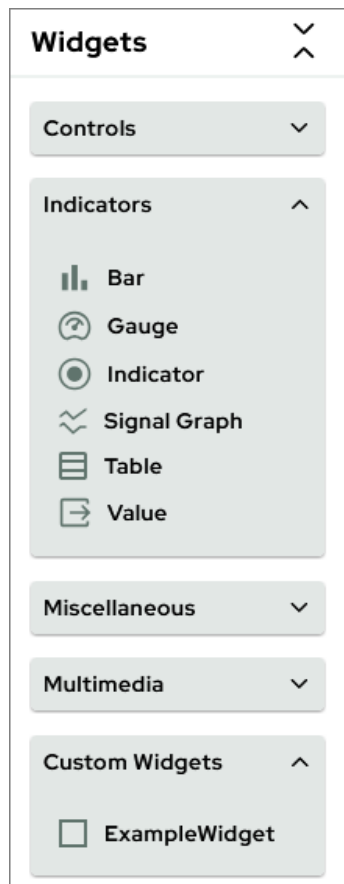 Widgets
Controls
Indicators
Bar
Gauge
Indicator
Signal Graph
Table
Value
Miscellaneous
Multimedia
Custom Widgets
ExampleWidget